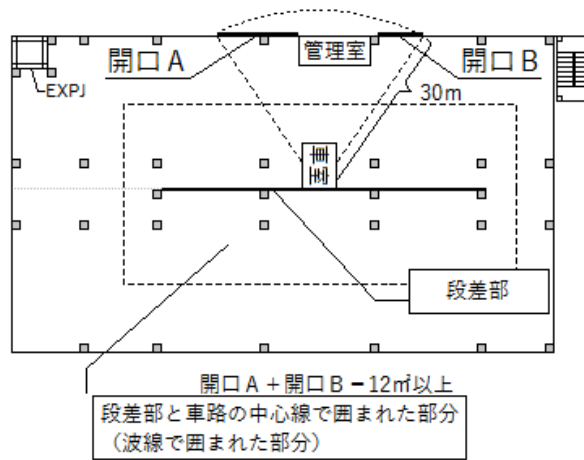 開口A
管理室
開口B
EXPJ
30m
車室
段差部
開口A+開口B-12㎡以上
段差部と車路の中心線で囲まれた部分
(波線で囲まれた部分)